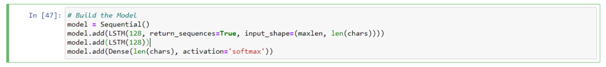 In [47]: # Build the Model
model = Sequential()
model.add(LSTM(128, return_sequences=True, input_shape=(maxlen, len(chars))))
model.add(LSTM(128))
model.add(Dense(len(chars), activation='softmax'))